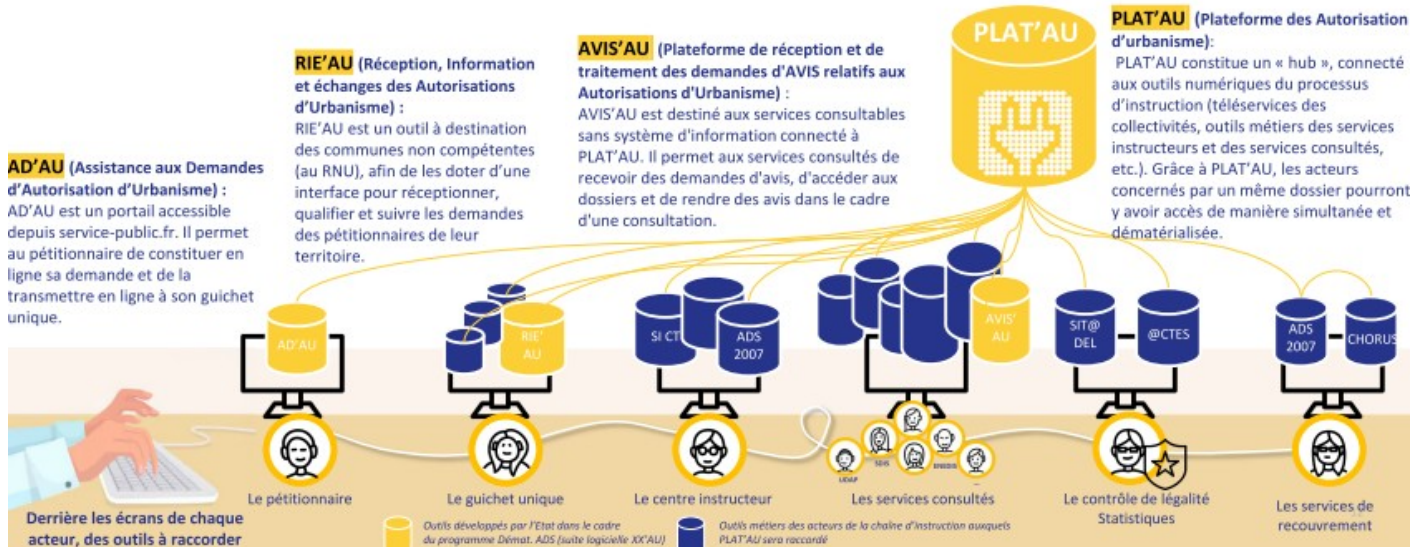 AD'AU (Assistance aux Demandes
d'Autorisation d'Urbanisme) :
AD'AU est un portail accessible
depuis service-public.fr. Il permet
au pétitionnaire de constituer en
ligne sa demande et de la
transmettre en ligne à son guichet
unique.
RIE'AU (Réception, Information
et échanges des Autorisations
d'Urbanisme) :
RIE'AU est un outil à destination
des communes non compétentes
(au RNU), afin de les doter d'une
interface pour réceptionner,
qualifier et suivre les demandes
des pétitionnaires de leur
territoire.
AVIS'AU (Plateforme de réception et de
traitement des demandes d'AVIS relatifs aux
Autorisations d'Urbanisme) :
AVIS'AU est destiné aux services consultables
sans système d'information connecté à
PLAT'AU. Il permet aux services consultés de
recevoir des demandes d'avis, d'accéder aux
dossiers et de rendre des avis dans le cadre
d'une consultation.
PLAT'AU
PLAT'AU (Plateforme des Autorisation
d'urbanisme):
PLAT'AU constitue un « hub », connecté
aux outils numériques du processus
d'instruction (téléservices des
collectivités, outils métiers des services
instructeurs et des services consultés,
etc.). Grâce à PLAT'AU, les acteurs
concernés par un même dossier pourront
y avoir accès de manière simultanée et
dématérialisée.
AD'AU
RIE'
AU
SI CT
ADS
2007
AVIS'
AU
SIT@
DEL
@CTES
ADS
2007
CHORUS
UDAP
SDIS
ENEDIS
...
Le pétitionnaire
Le guichet unique
Le centre instructeur
Les services consultés
Le contrôle de légalité
Statistiques
Les services de
recouvrement
Derrière les écrans de chaque
acteur, des outils à raccorder
Outils développés par l'Etat dans le cadre
du programme Démat. ADS (suite logicielle XX'AU)
Outils métiers des acteurs de la chaîne d'instruction auxquels
PLAT'AU sera raccordé